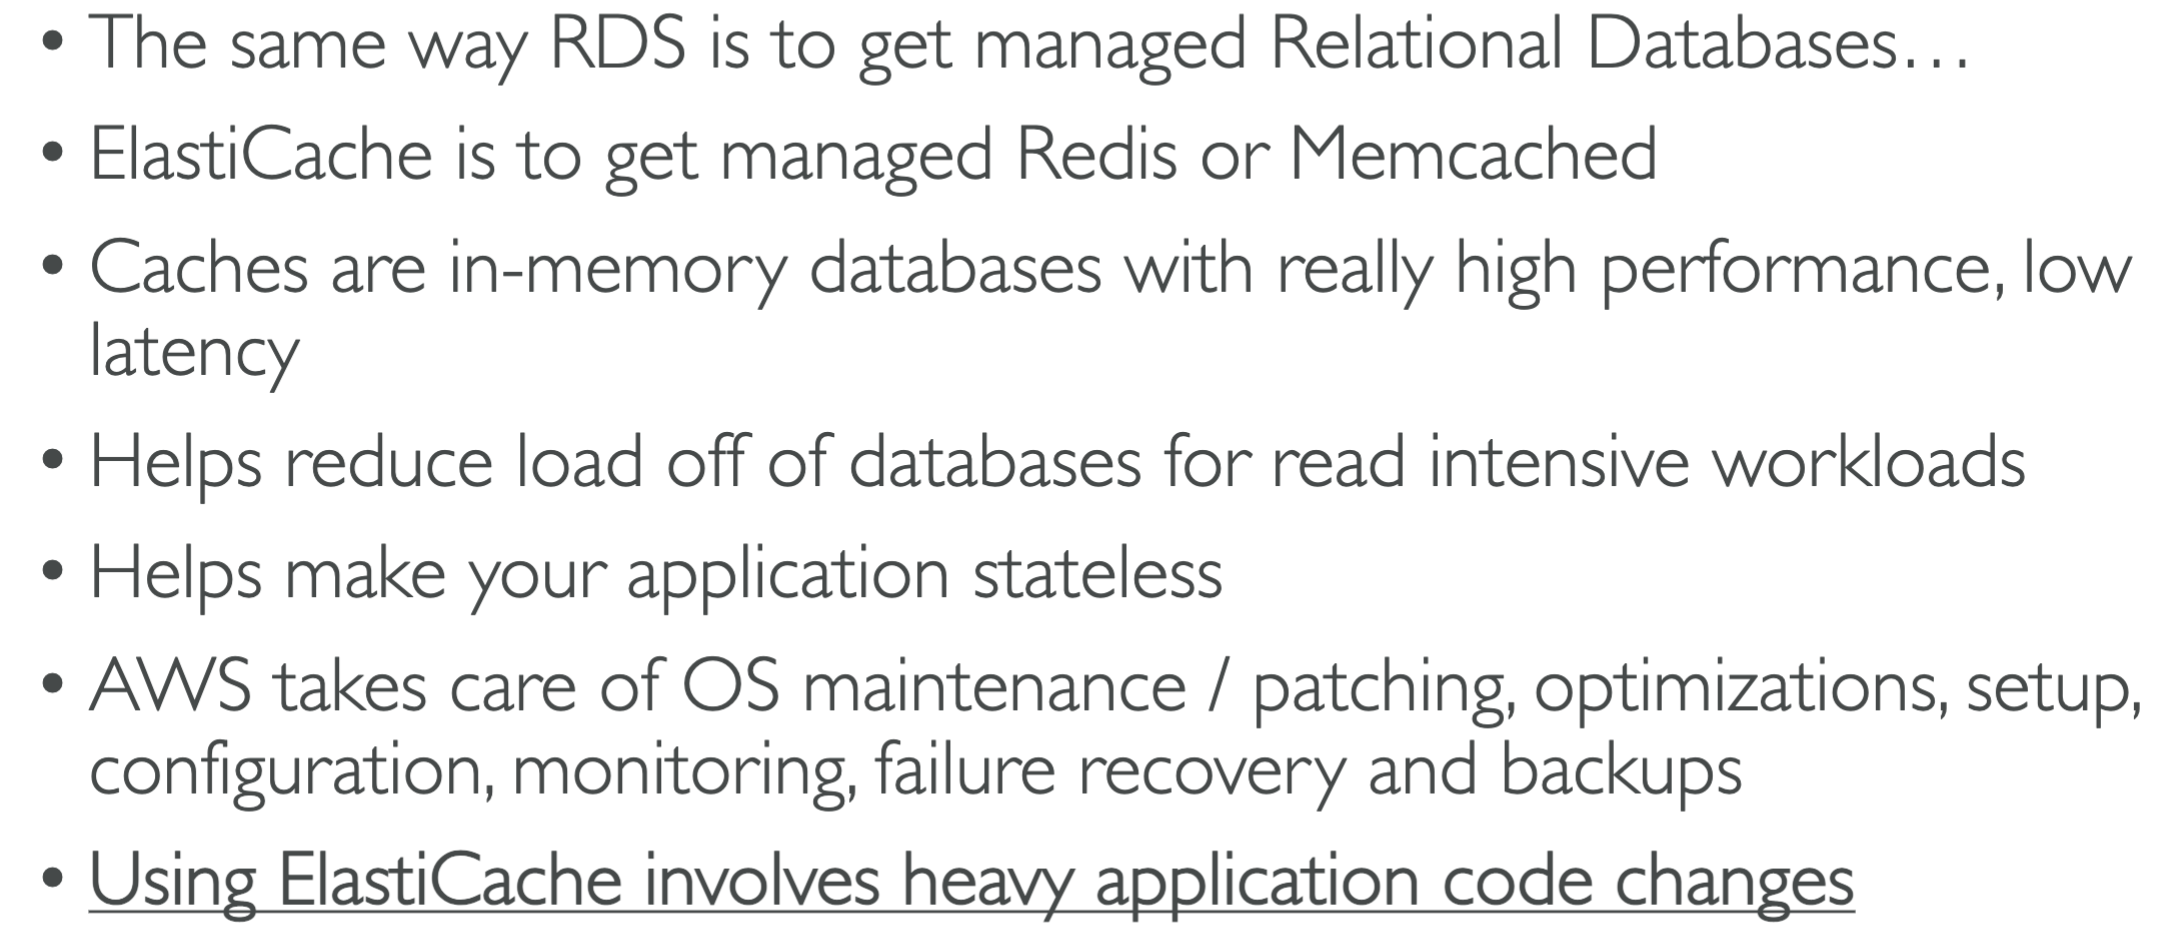 • The same way RDS is to get managed Relational Databases…
• ElastiCache is to get managed Redis or Memcached
• Caches are in-memory databases with really high performance, low
latency
• Helps reduce load off of databases for read intensive workloads
• Helps make your application stateless
• AWS takes care of OS maintenance / patching, optimizations, setup,
configuration, monitoring, failure recovery and backups
• Using ElastiCache involves heavy application code changes